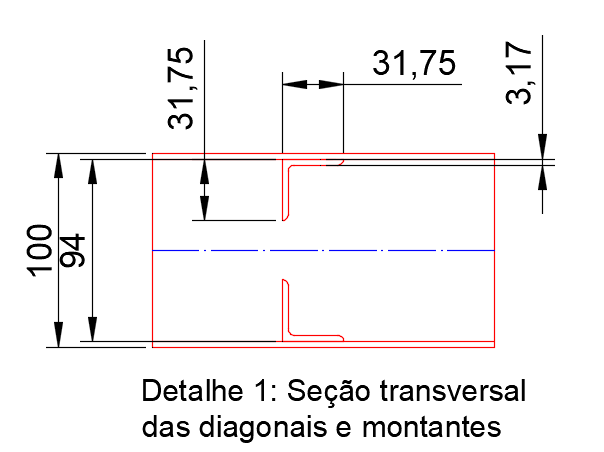 31,75
31,75
3,17
100
94
Detalhe 1: Seção transversal
das diagonais e montantes